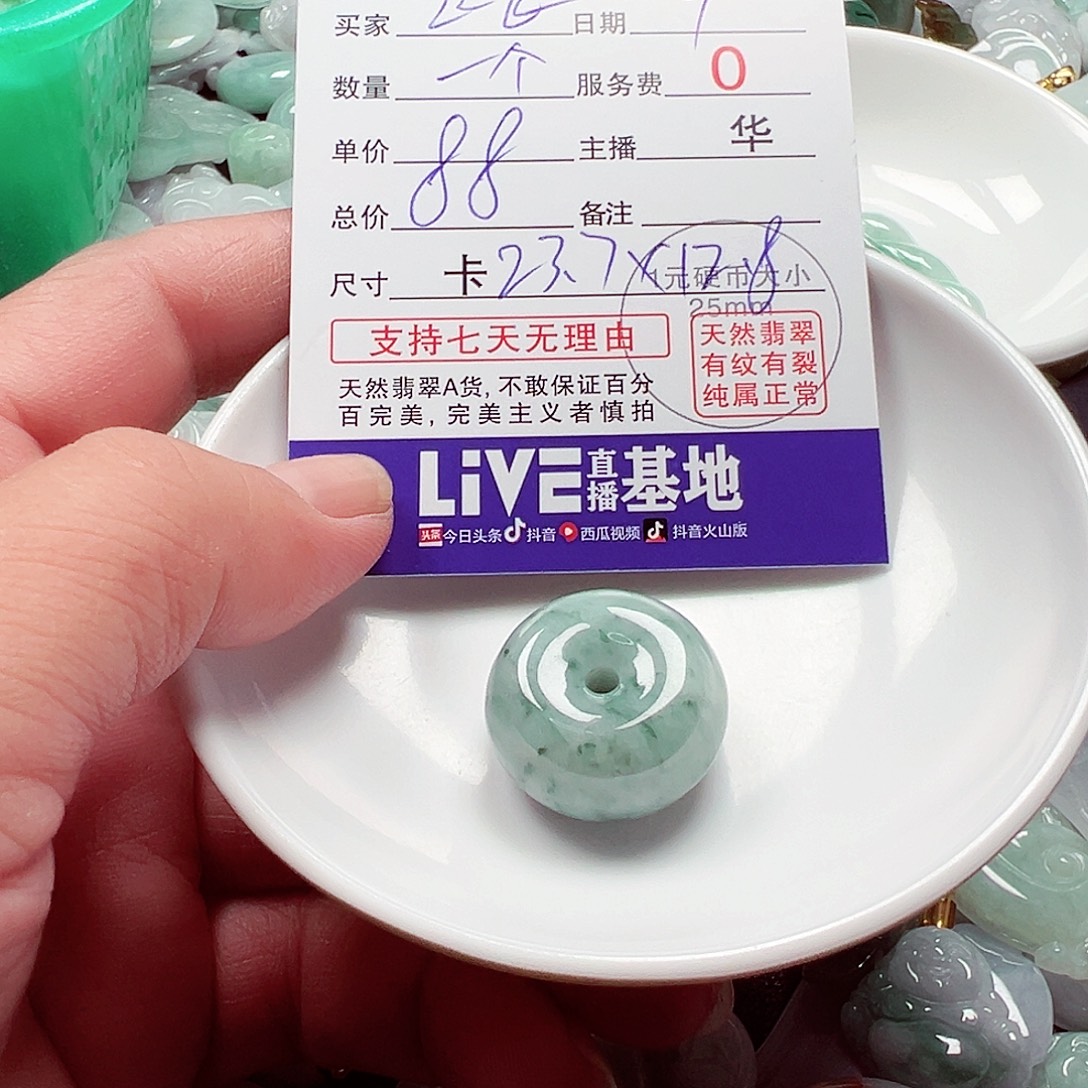 买家 日期
数量 一个 服务费 0
单价 88 主播 华
总价 备注
尺寸 卡 23.7×17.8
1元硬币大小
25mm
支持七天无理由
天然翡翠
有纹有裂
纯属正常
天然翡翠A货,不敢保证百分
百完美,完美主义者慎拍
LiVE直播基地
头条 今日头条 抖音 西瓜视频 抖音火山版